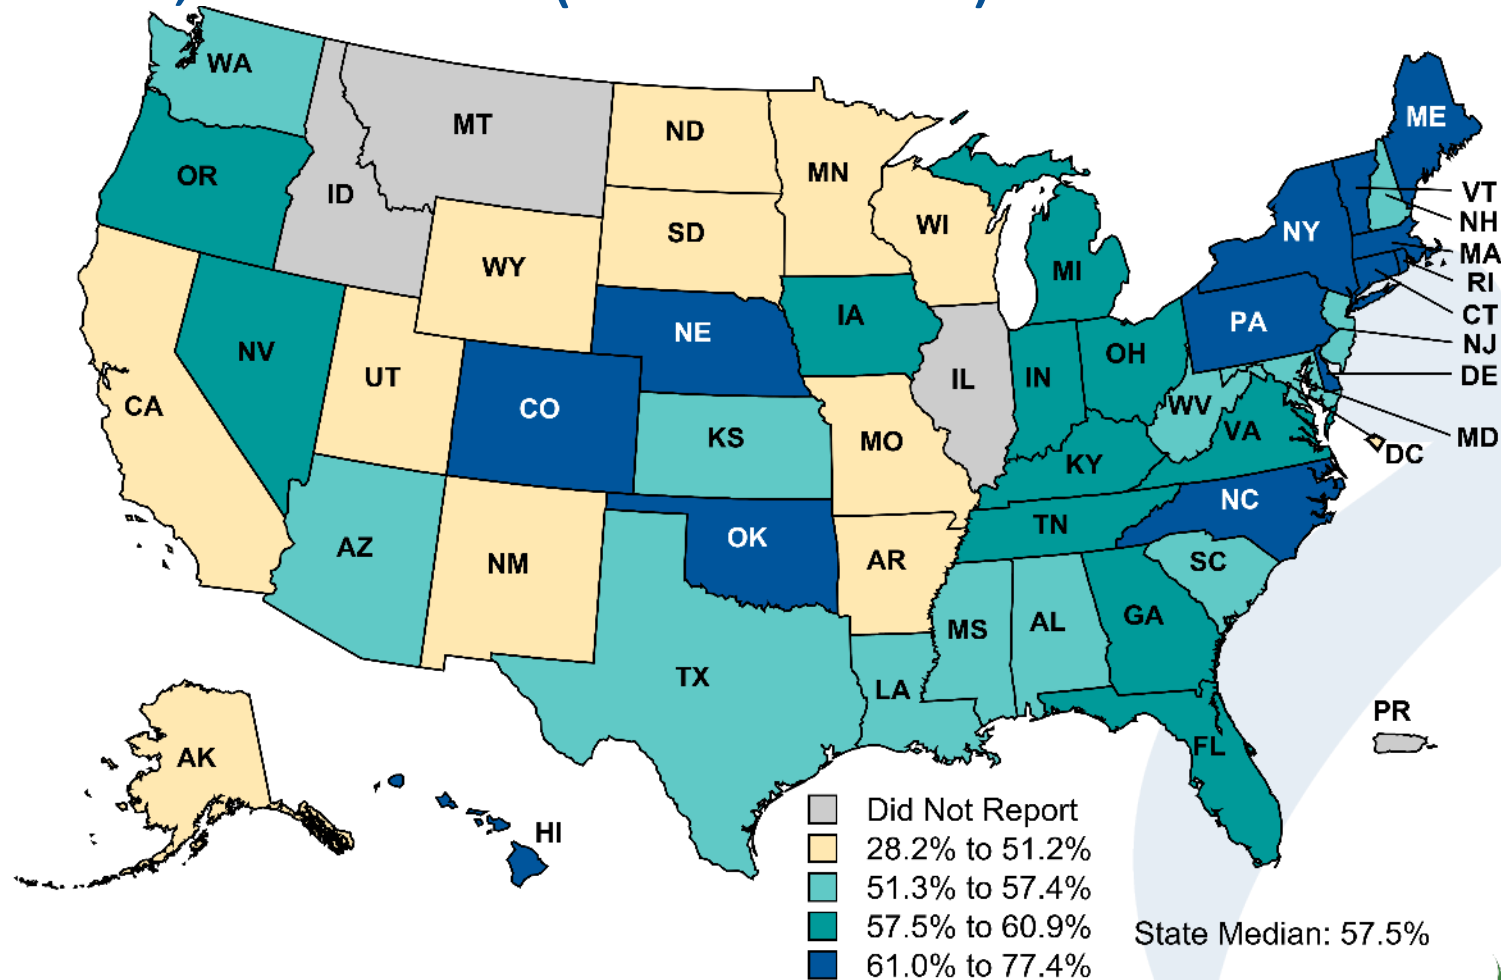 WA
MT
ND
MN
ME
OR
ID
SD
WI
VT
NH
NY
MA
WY
MI
RI
CT
IA
PA
NJ
NE
NV
UT
CO
IL
IN
OH
DE
CA
KS
MO
WV
VA
MD
DC
KY
NC
AZ
NM
OK
AR
TN
SC
TX
MS
AL
GA
LA
PR
AK
FL
HI
Did Not Report
28.2% to 51.2%
51.3% to 57.4%
57.5% to 60.9%
61.0% to 77.4%
State Median: 57.5%